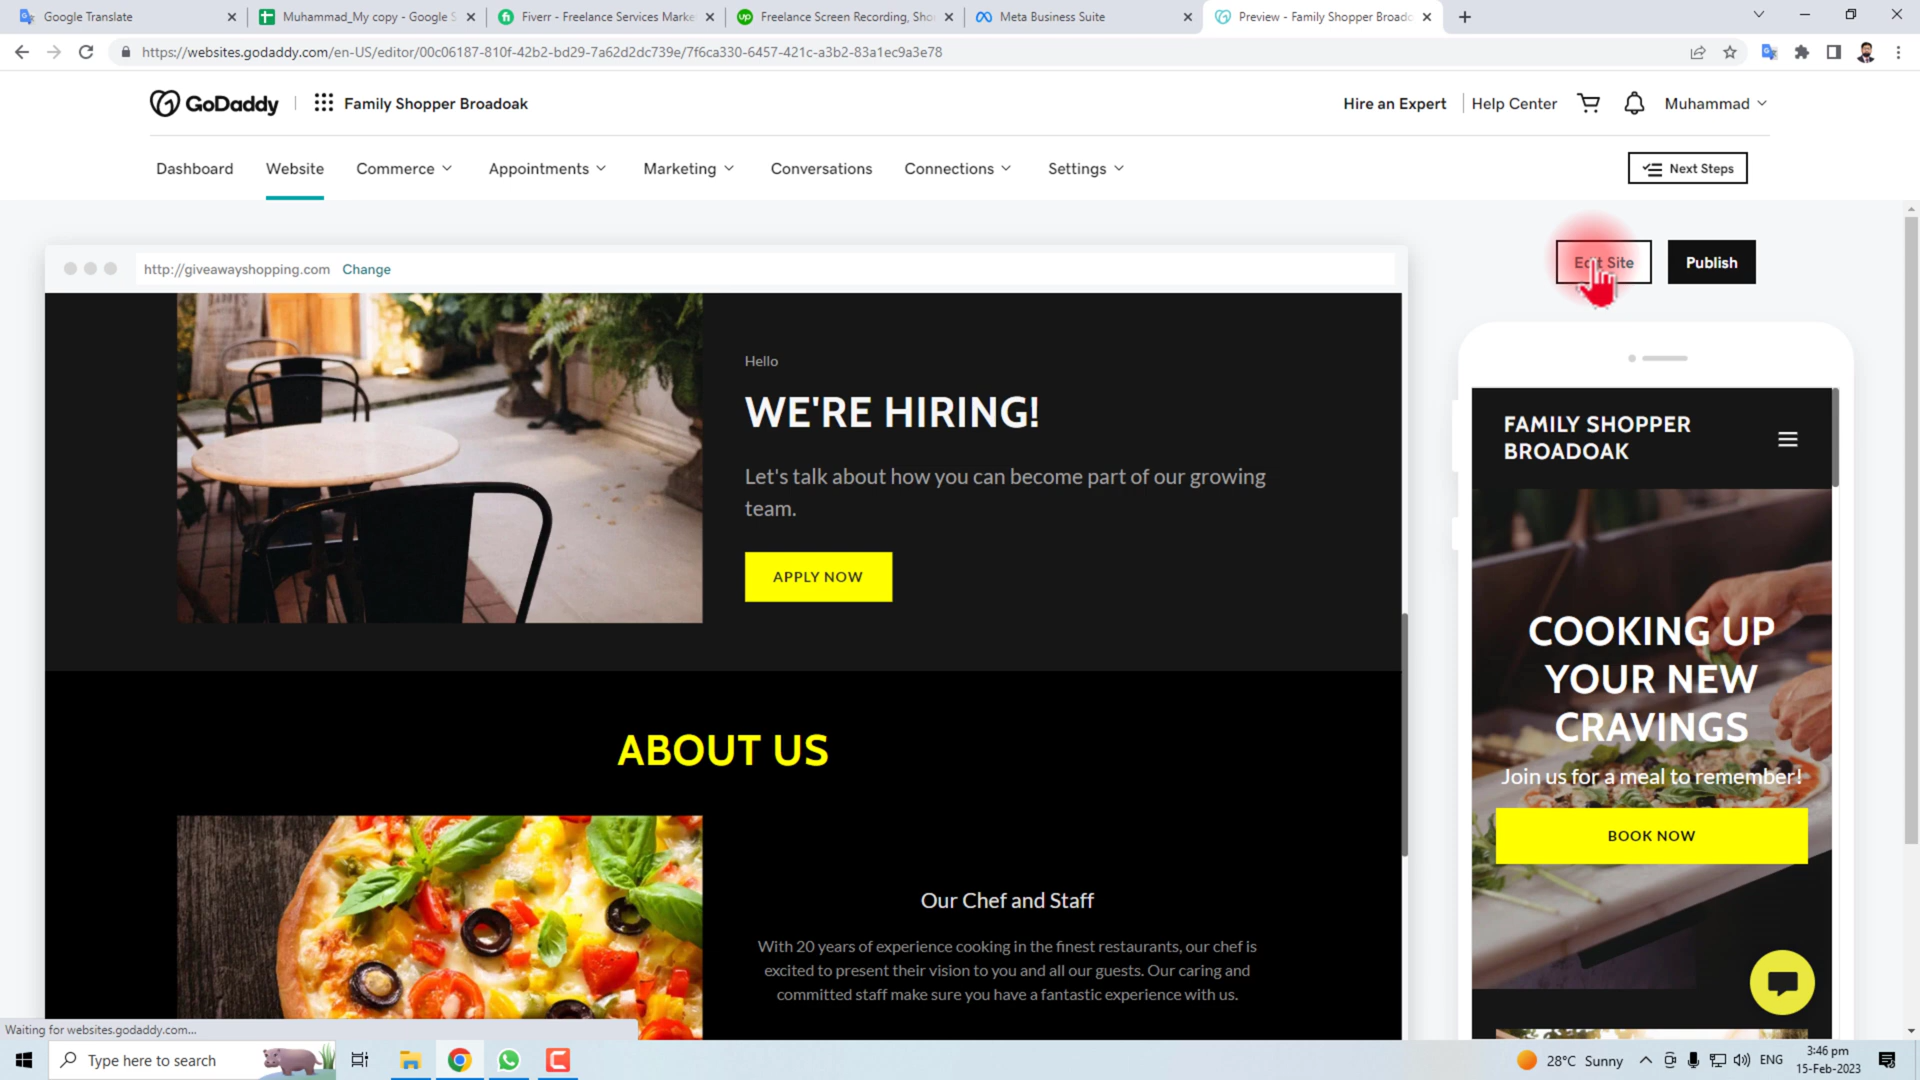 Google Translate
Muhammad_My copy - Google S
Fiverr - Freelance Services Marke
Freelance Screen Recording, Sho
Meta Business Suite
Preview - Family Shopper Broado
https://websites.godaddy.com/en-US/editor/00c06187-810f-42b2-bd29-7a62d2dc739e/7f6ca330-6457-421c-a3b2-83a1ec9a3e78
GoDaddy
Family Shopper Broadoak
Hire an Expert
Help Center
Muhammad
Dashboard
Website
Commerce
Appointments
Marketing
Conversations
Connections
Settings
Next Steps
http://giveawayshopping.com Change
Edit Site
Publish
Hello
WE'RE HIRING!
Let's talk about how you can become part of our growing
team.
APPLY NOW
ABOUT US
Our Chef and Staff
With 20 years of experience cooking in the finest restaurants, our chef is
excited to present their vision to you and all our guests. Our caring and
committed staff make sure you have a fantastic experience with us.
FAMILY SHOPPER
BROADOAK
COOKING UP
YOUR NEW
CRAVINGS
Join us for a meal to remember!
BOOK NOW
Waiting for websites.godaddy.com...
Type here to search
28°C Sunny
ENG
3:46 pm
15-Feb-2023